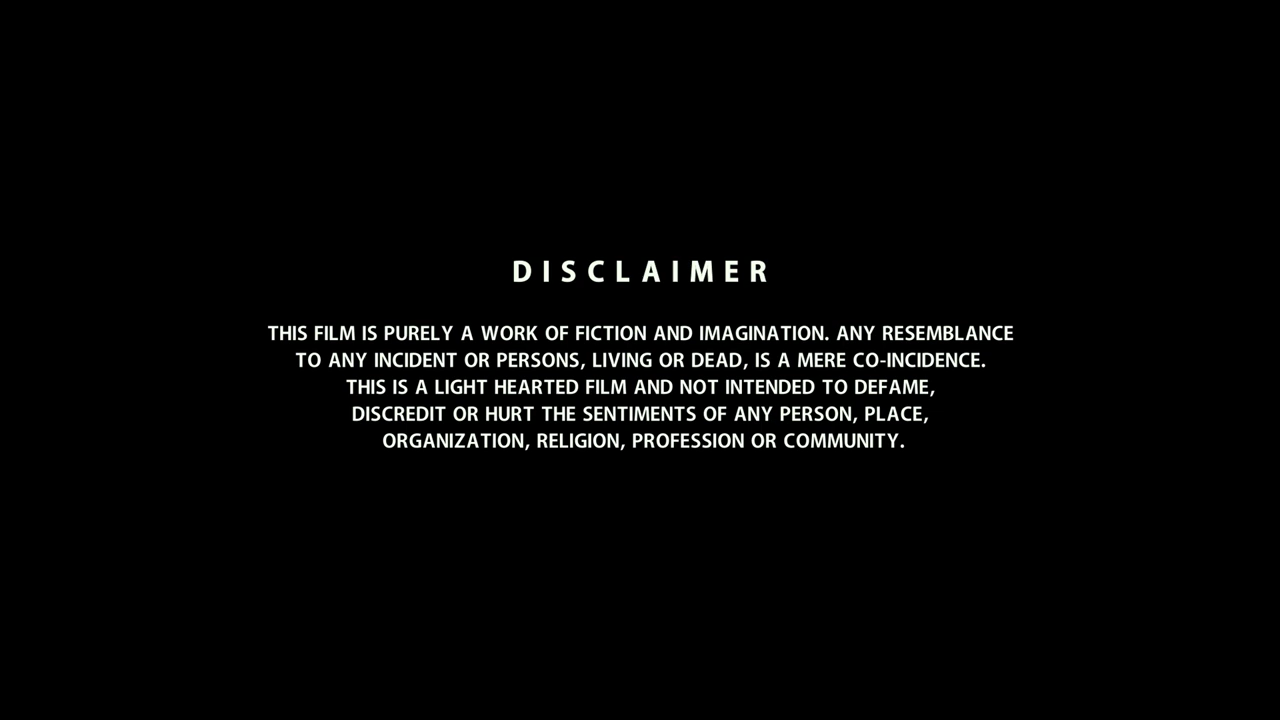 DISCLAIMER
THIS FILM IS PURELY A WORK OF FICTION AND IMAGINATION. ANY RESEMBLANCE
TO ANY INCIDENT OR PERSONS, LIVING OR DEAD, IS A MERE CO-INCIDENCE.
THIS IS A LIGHT HEARTED FILM AND NOT INTENDED TO DEFAME,
DISCREDIT OR HURT THE SENTIMENTS OF ANY PERSON, PLACE,
ORGANIZATION, RELIGION, PROFESSION OR COMMUNITY.